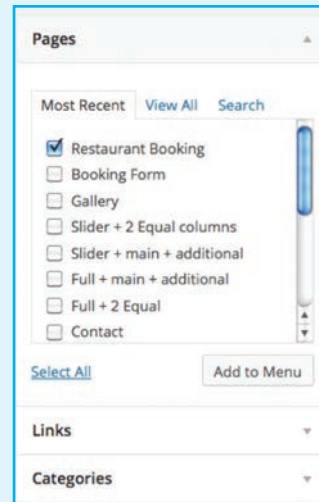 Pages
Most Recent View All Search
Restaurant Booking
Booking Form
Gallery
Slider + 2 Equal columns
Slider + main + additional
Full + main + additional
Full + 2 Equal
Contact
Select All Add to Menu
Links
Categories